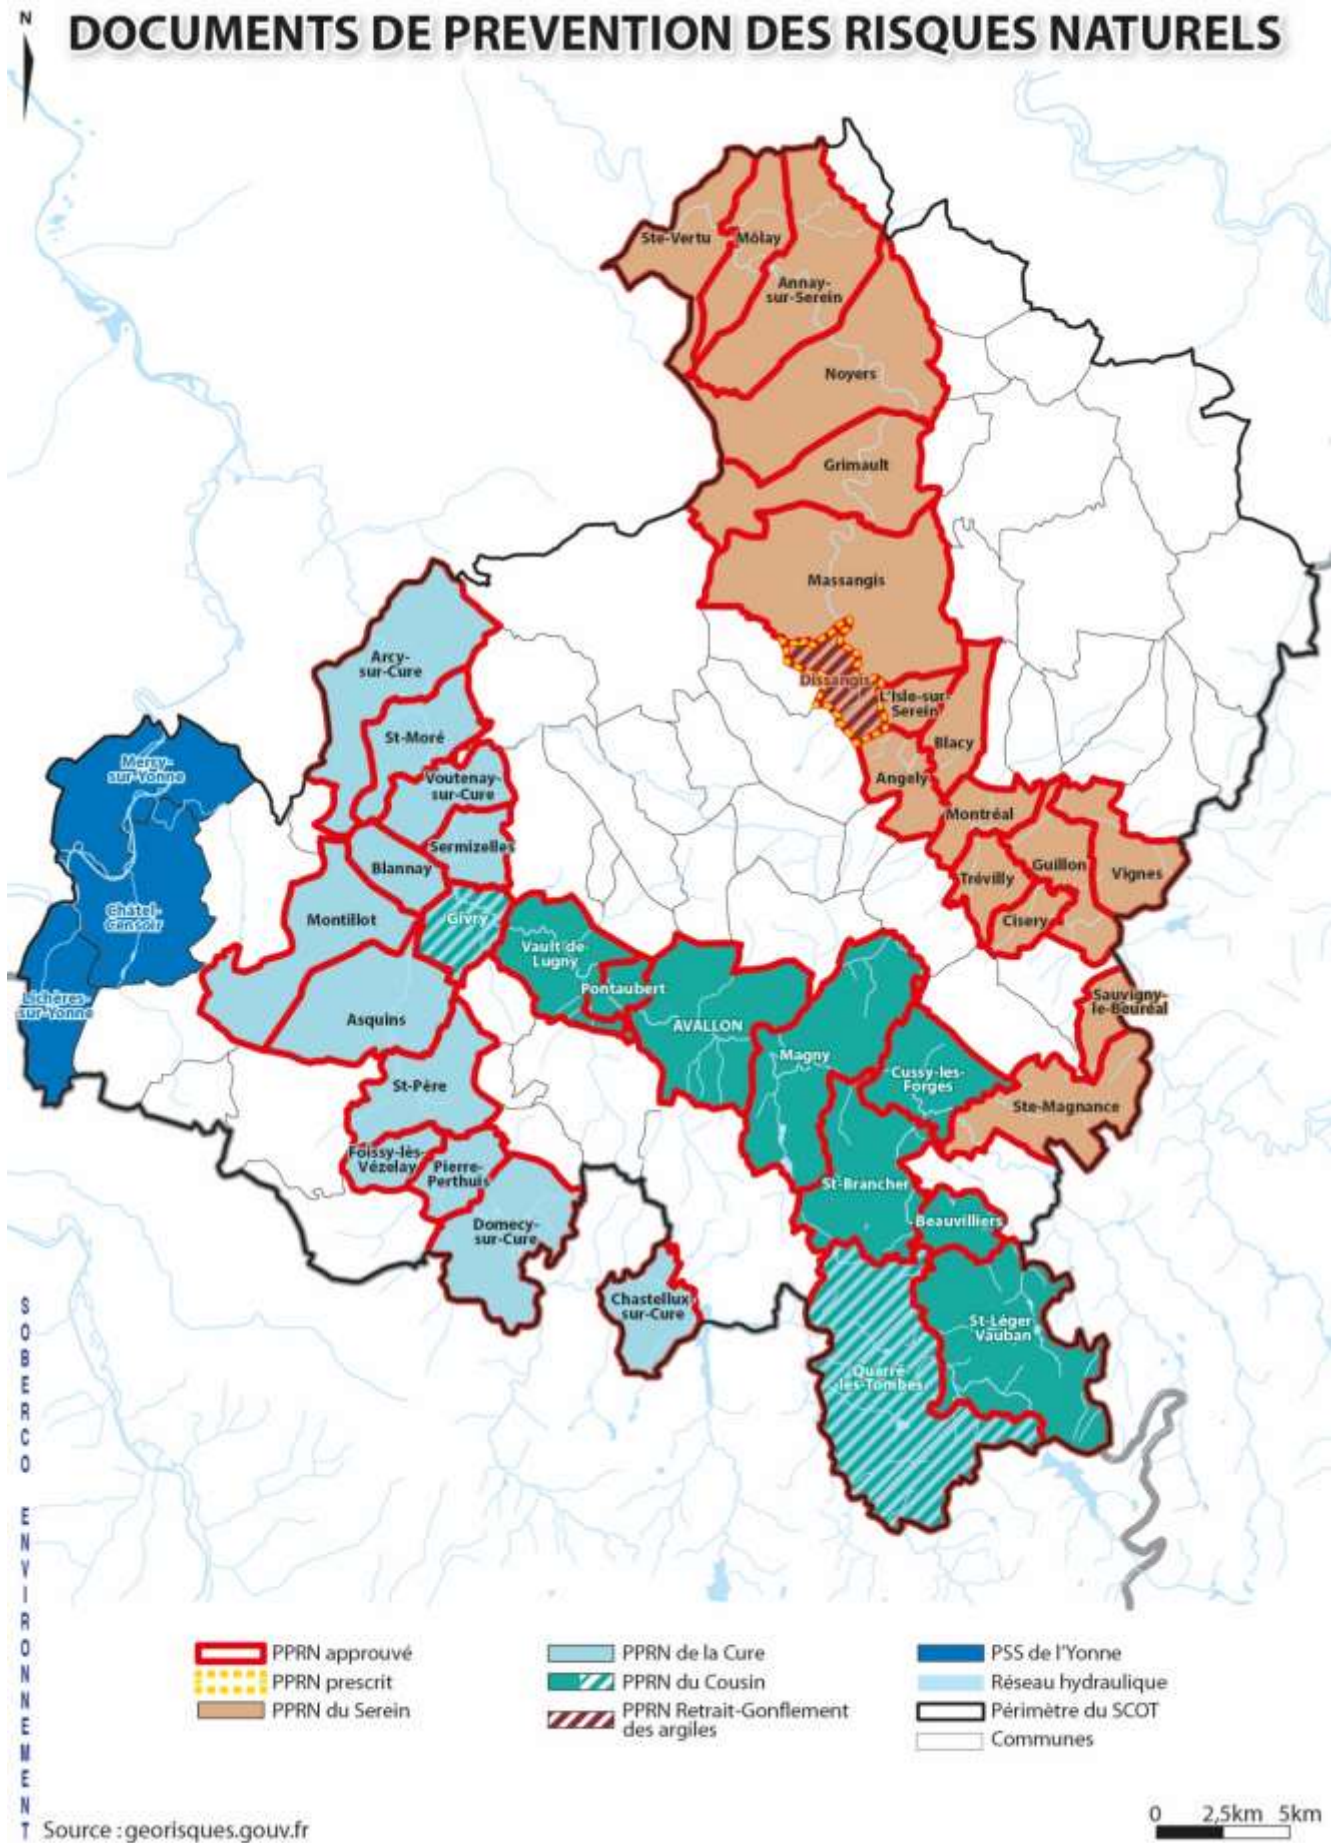 N
DOCUMENTS DE PREVENTION DES RISQUES NATURELS
Ste-Vertu
Môlay
Annay-
sur-Serein
Noyers
Grimault
Massangis
Arcy-
sur-Cure
Dissangis
L'Isle-sur-
Serein
St-Moré
Blacy
Mérry-
sur-Yonne
Voutenay-
sur-Cure
Angely
Montréal
Sermizelles
Blannay
Guillon
Vignes
Trévilly
Châtel-
Censoir
Montillot
Givry
Cisery
Vault-de-
Lugny
Pontaubert
Lichères-
sur-Yonne
Sauvigny-
le-Beuréal
Asquins
AVALLON
Magny
Cussy-les-
Forges
St-Père
Ste-Magnance
Foissy-lès-
Vézelay
Pierre-
Perthuis
St-Brancher
Domecy-
sur-Cure
Beauvilliers
Chastellux-
sur-Cure
St-Léger
Vauban
Quarré-
les-Tombes
SOBERCO ENVIRONNEMENT
PPRN approuvé
PPRN prescrit
PPRN du Serein
PPRN de la Cure
PPRN du Cousin
PPRN Retrait-Gonflement
des argiles
PSS de l'Yonne
Réseau hydraulique
Périmètre du SCOT
Communes
0 2,5km 5km
Source : georisques.gouv.fr